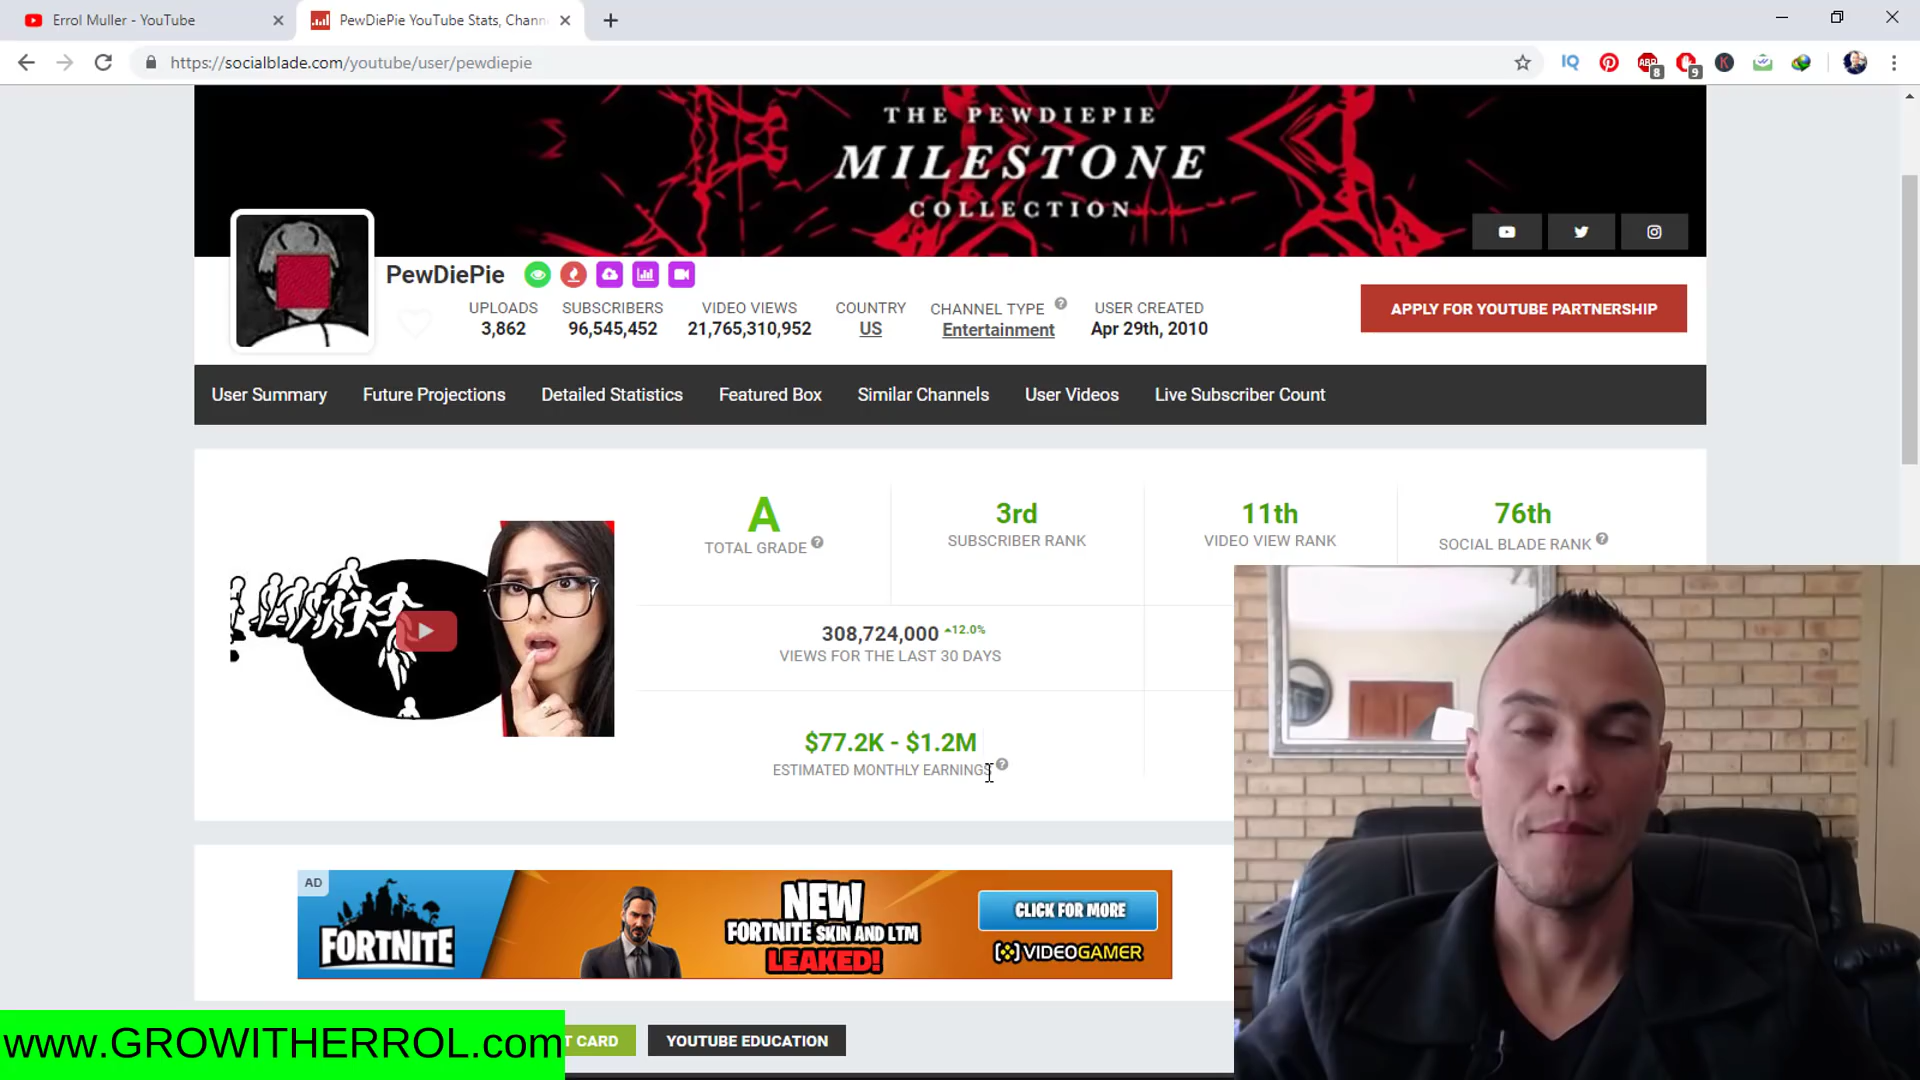 Errol Muller - YouTube
PewDiePie YouTube Stats, Chann
https://socialblade.com/youtube/user/pewdiepie
IQ
ABP
8
9
K
THE PEWDIEPIE
MILESTONE
COLLECTION
PewDiePie
UPLOADS
3,862
SUBSCRIBERS
96,545,452
VIDEO VIEWS
21,765,310,952
COUNTRY
US
CHANNEL TYPE
Entertainment
USER CREATED
Apr 29th, 2010
APPLY FOR YOUTUBE PARTNERSHIP
User Summary
Future Projections
Detailed Statistics
Featured Box
Similar Channels
User Videos
Live Subscriber Count
A
TOTAL GRADE
3rd
SUBSCRIBER RANK
11th
VIDEO VIEW RANK
76th
SOCIAL BLADE RANK
308,724,000 12.0%
VIEWS FOR THE LAST 30 DAYS
$77.2K - $1.2M
ESTIMATED MONTHLY EARNINGS
AD
FORTNITE
NEW
FORTNITE SKIN AND LTM
LEAKED!
CLICK FOR MORE
VIDEOGAMER
www.GROWITHERROL.com
T CARD
YOUTUBE EDUCATION